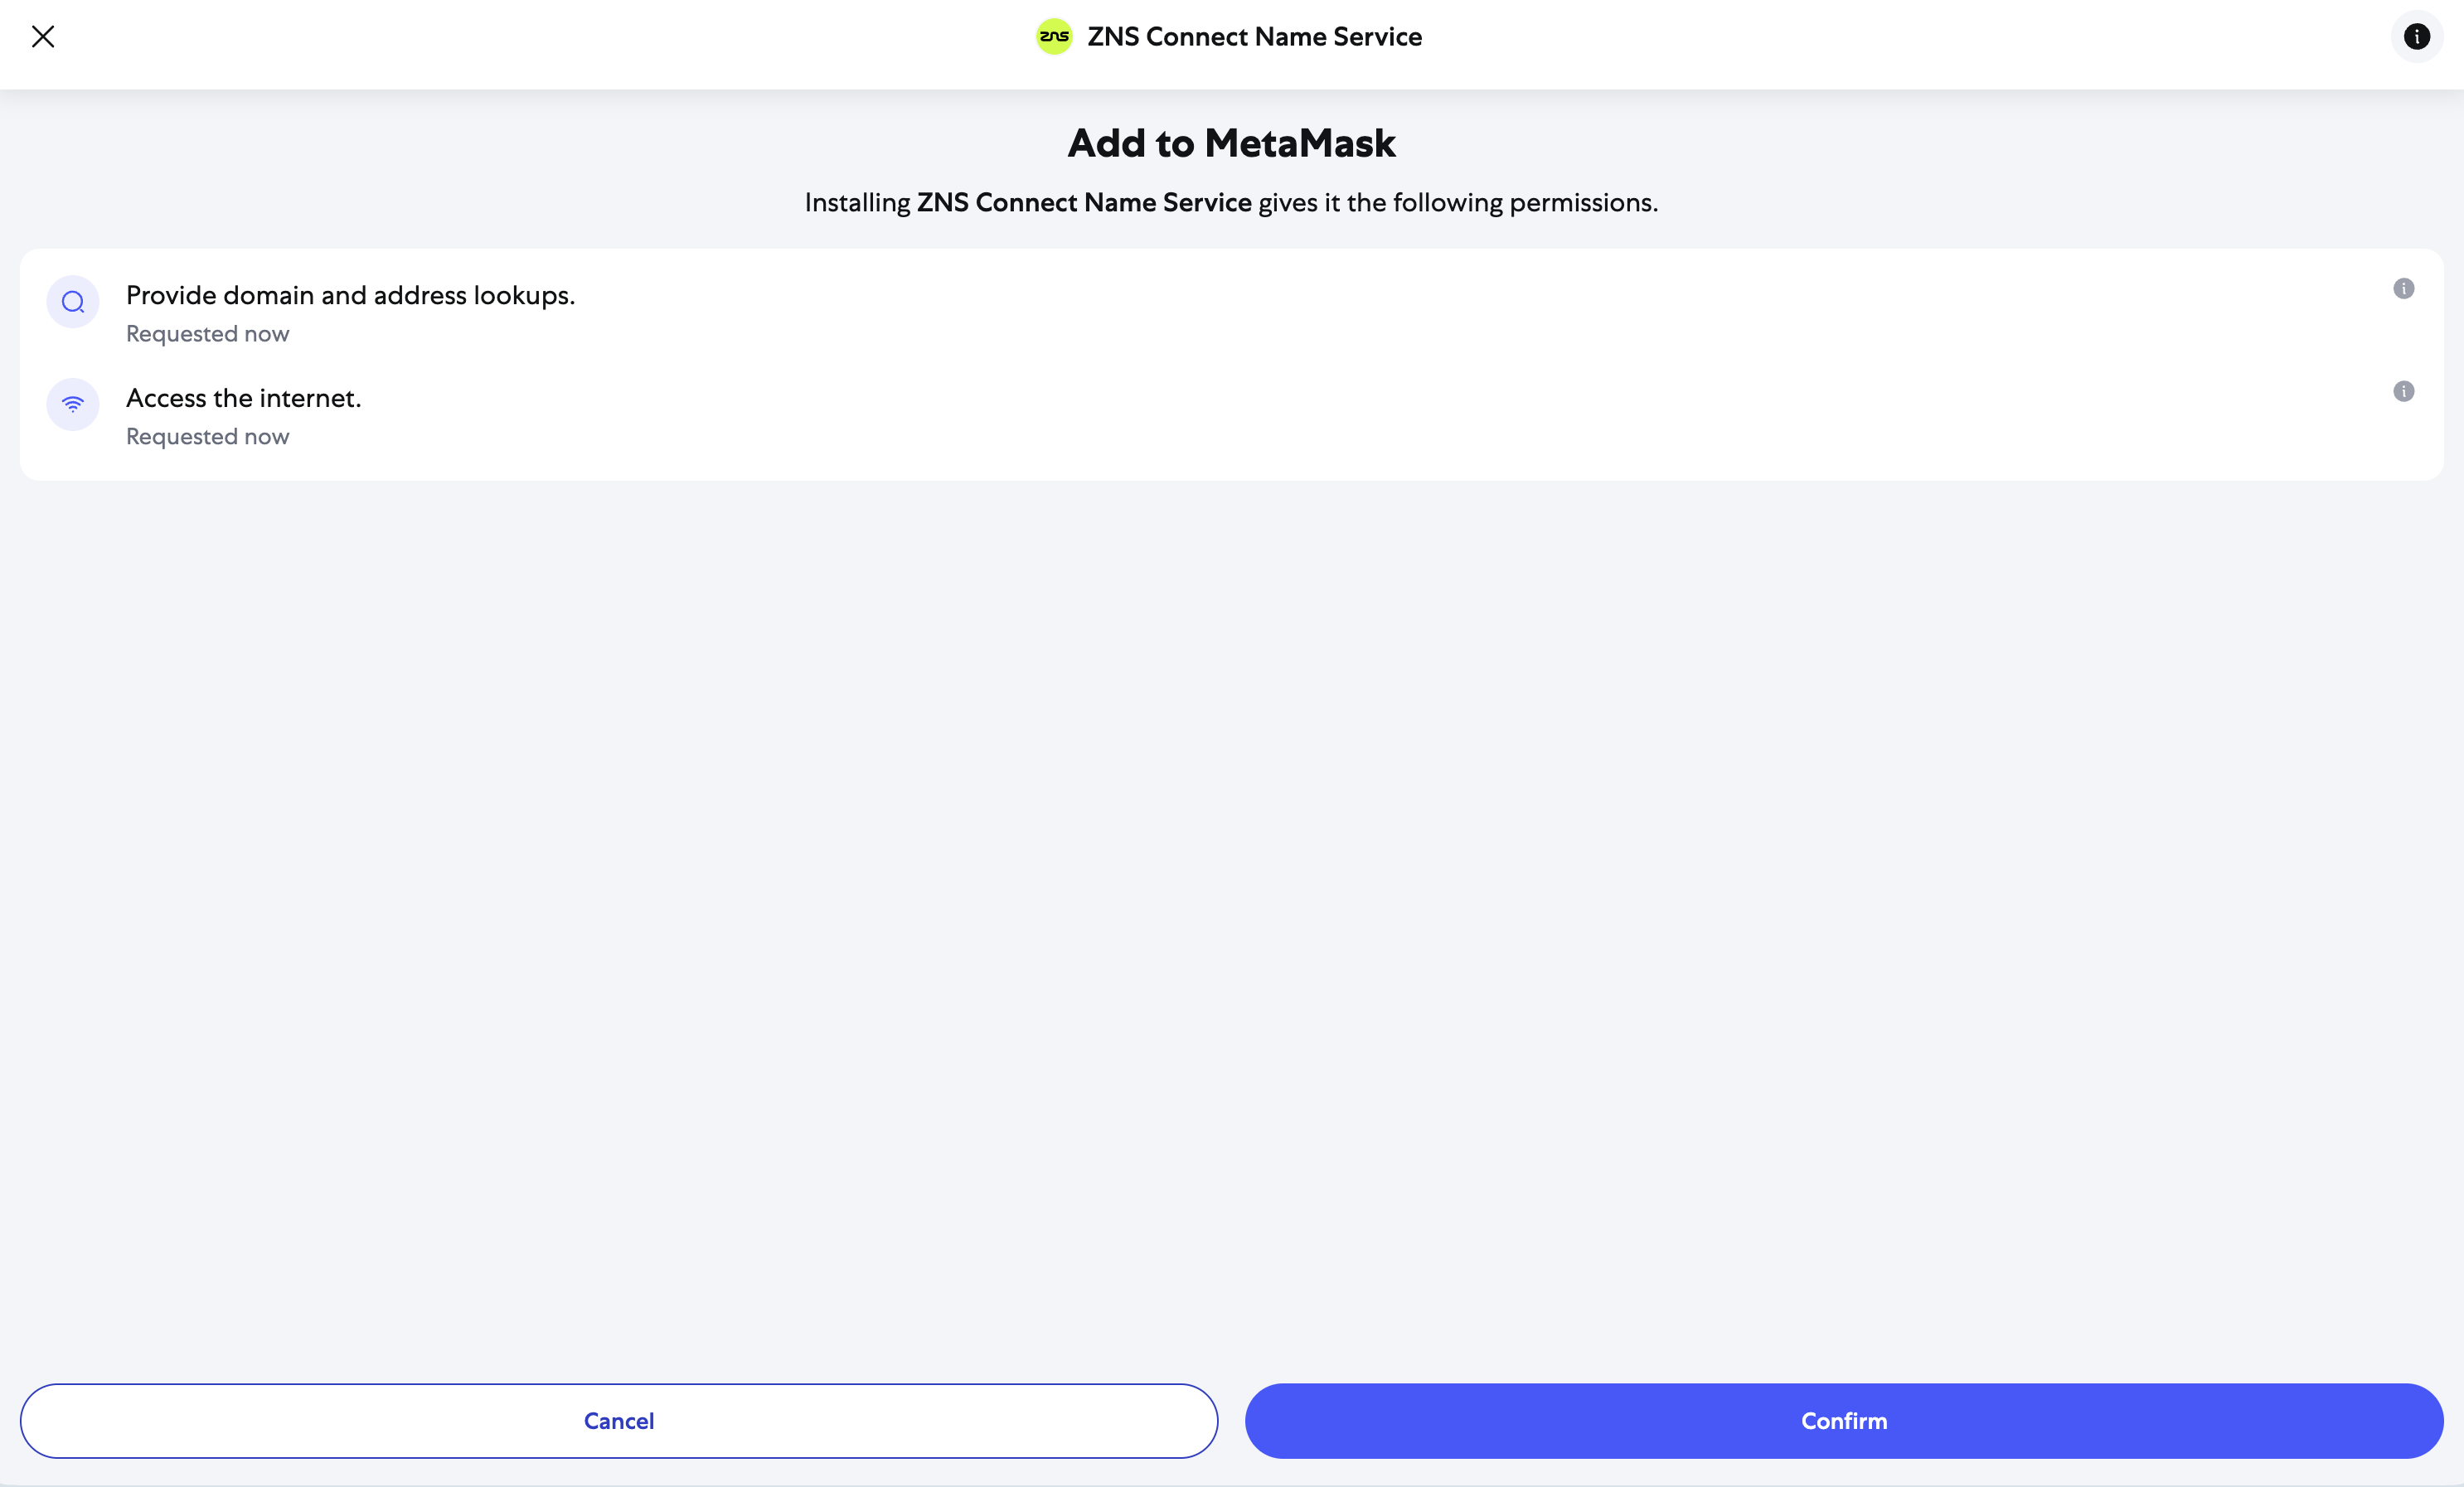 zns ZNS Connect Name Service
Add to MetaMask
Installing ZNS Connect Name Service gives it the following permissions.
Provide domain and address lookups.
Requested now
Access the internet.
Requested now
Cancel
Confirm